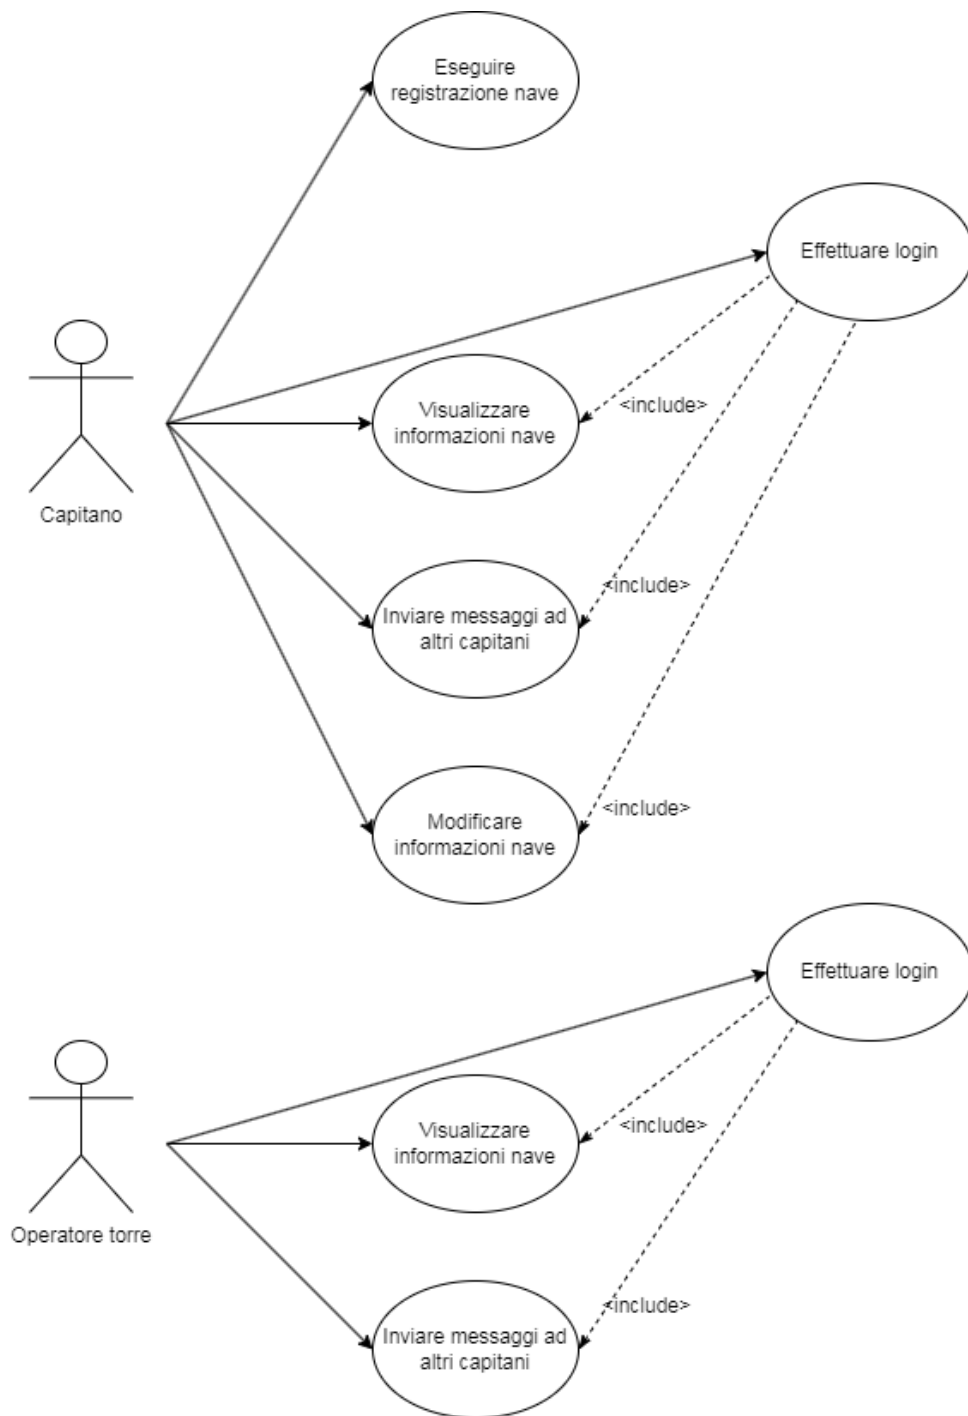 Eseguire
registrazione nave
Effettuare login
Visualizzare
informazioni nave
<include>
Capitano
<include>
Inviare messaggi ad
altri capitani
<include>
Modificare
informazioni nave
Effettuare login
Visualizzare
informazioni nave
<include>
Operatore torre
<include>
Inviare messaggi ad
altri capitani